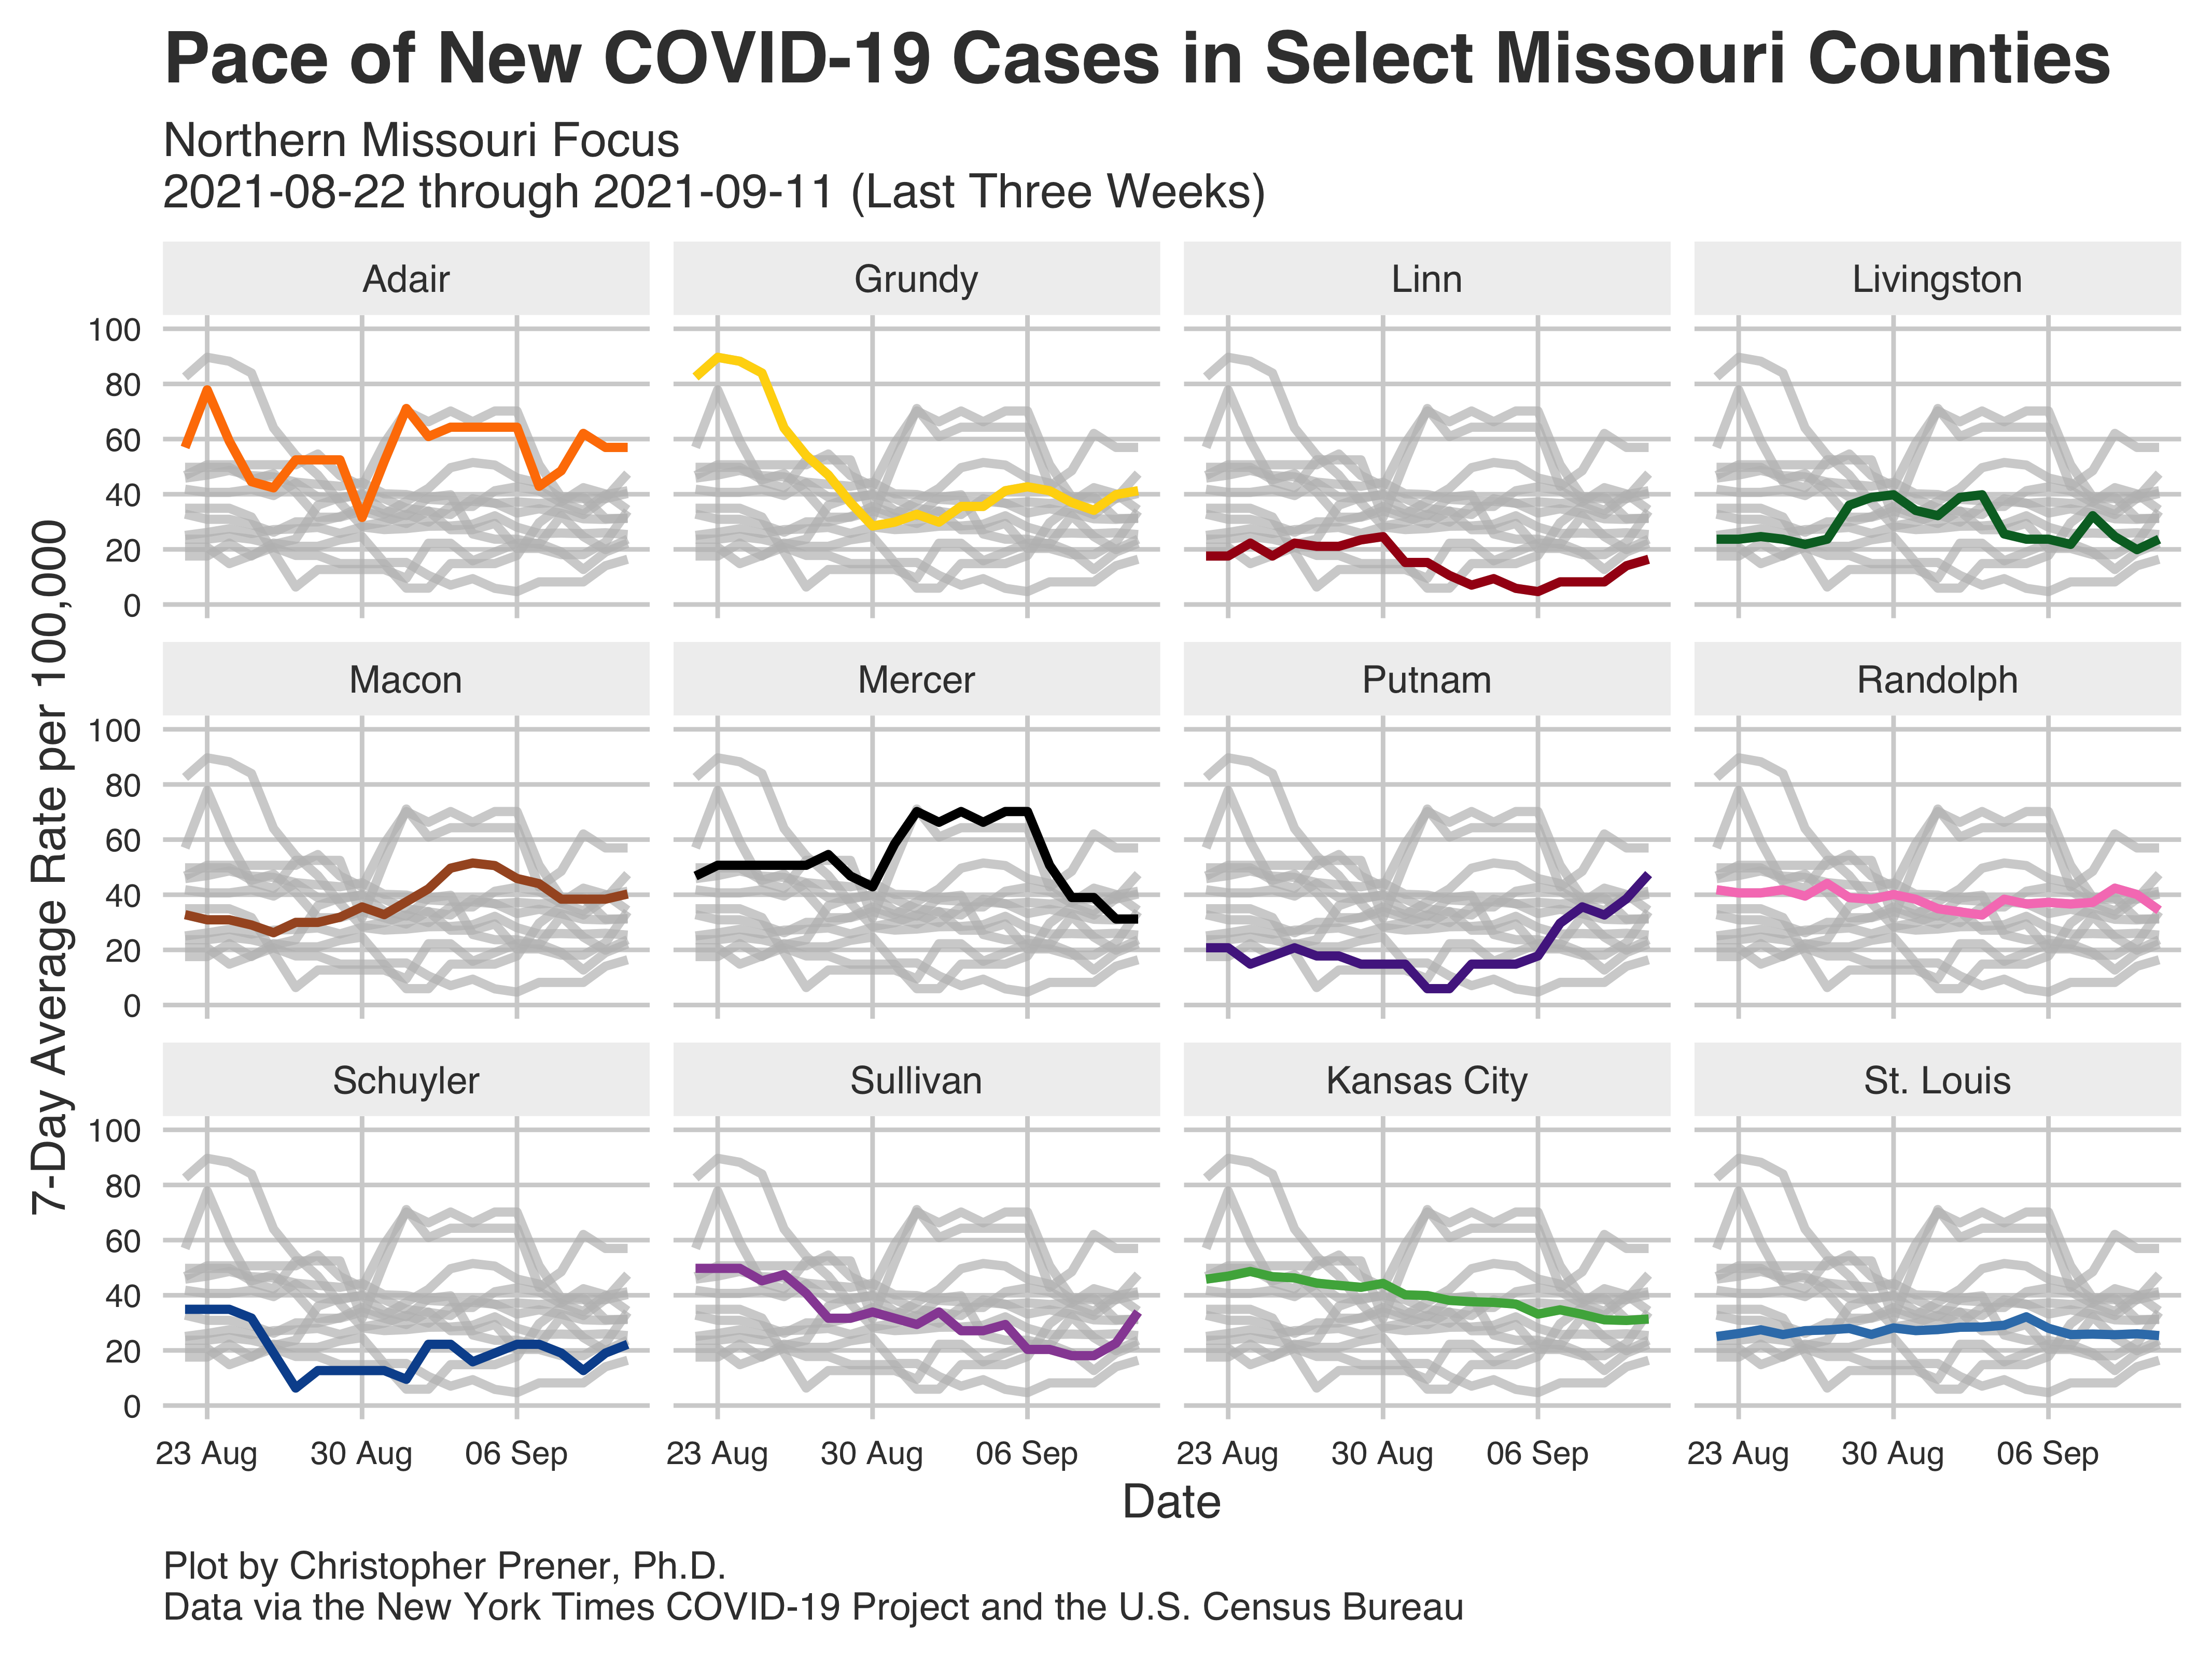 Pace of New COVID-19 Cases in Select Missouri Counties
Northern Missouri Focus
2021-08-22 through 2021-09-11 (Last Three Weeks)
7-Day Average Rate per 100,000
Adair
Grundy
Linn
Livingston
100
80
60
40
20
0
Macon
Mercer
Putnam
Randolph
100
80
60
40
20
0
Schuyler
Sullivan
Kansas City
St. Louis
100
80
60
40
20
0
23 Aug 30 Aug 06 Sep
23 Aug 30 Aug 06 Sep
23 Aug 30 Aug 06 Sep
23 Aug 30 Aug 06 Sep
Date
Plot by Christopher Prener, Ph.D.
Data via the New York Times COVID-19 Project and the U.S. Census Bureau